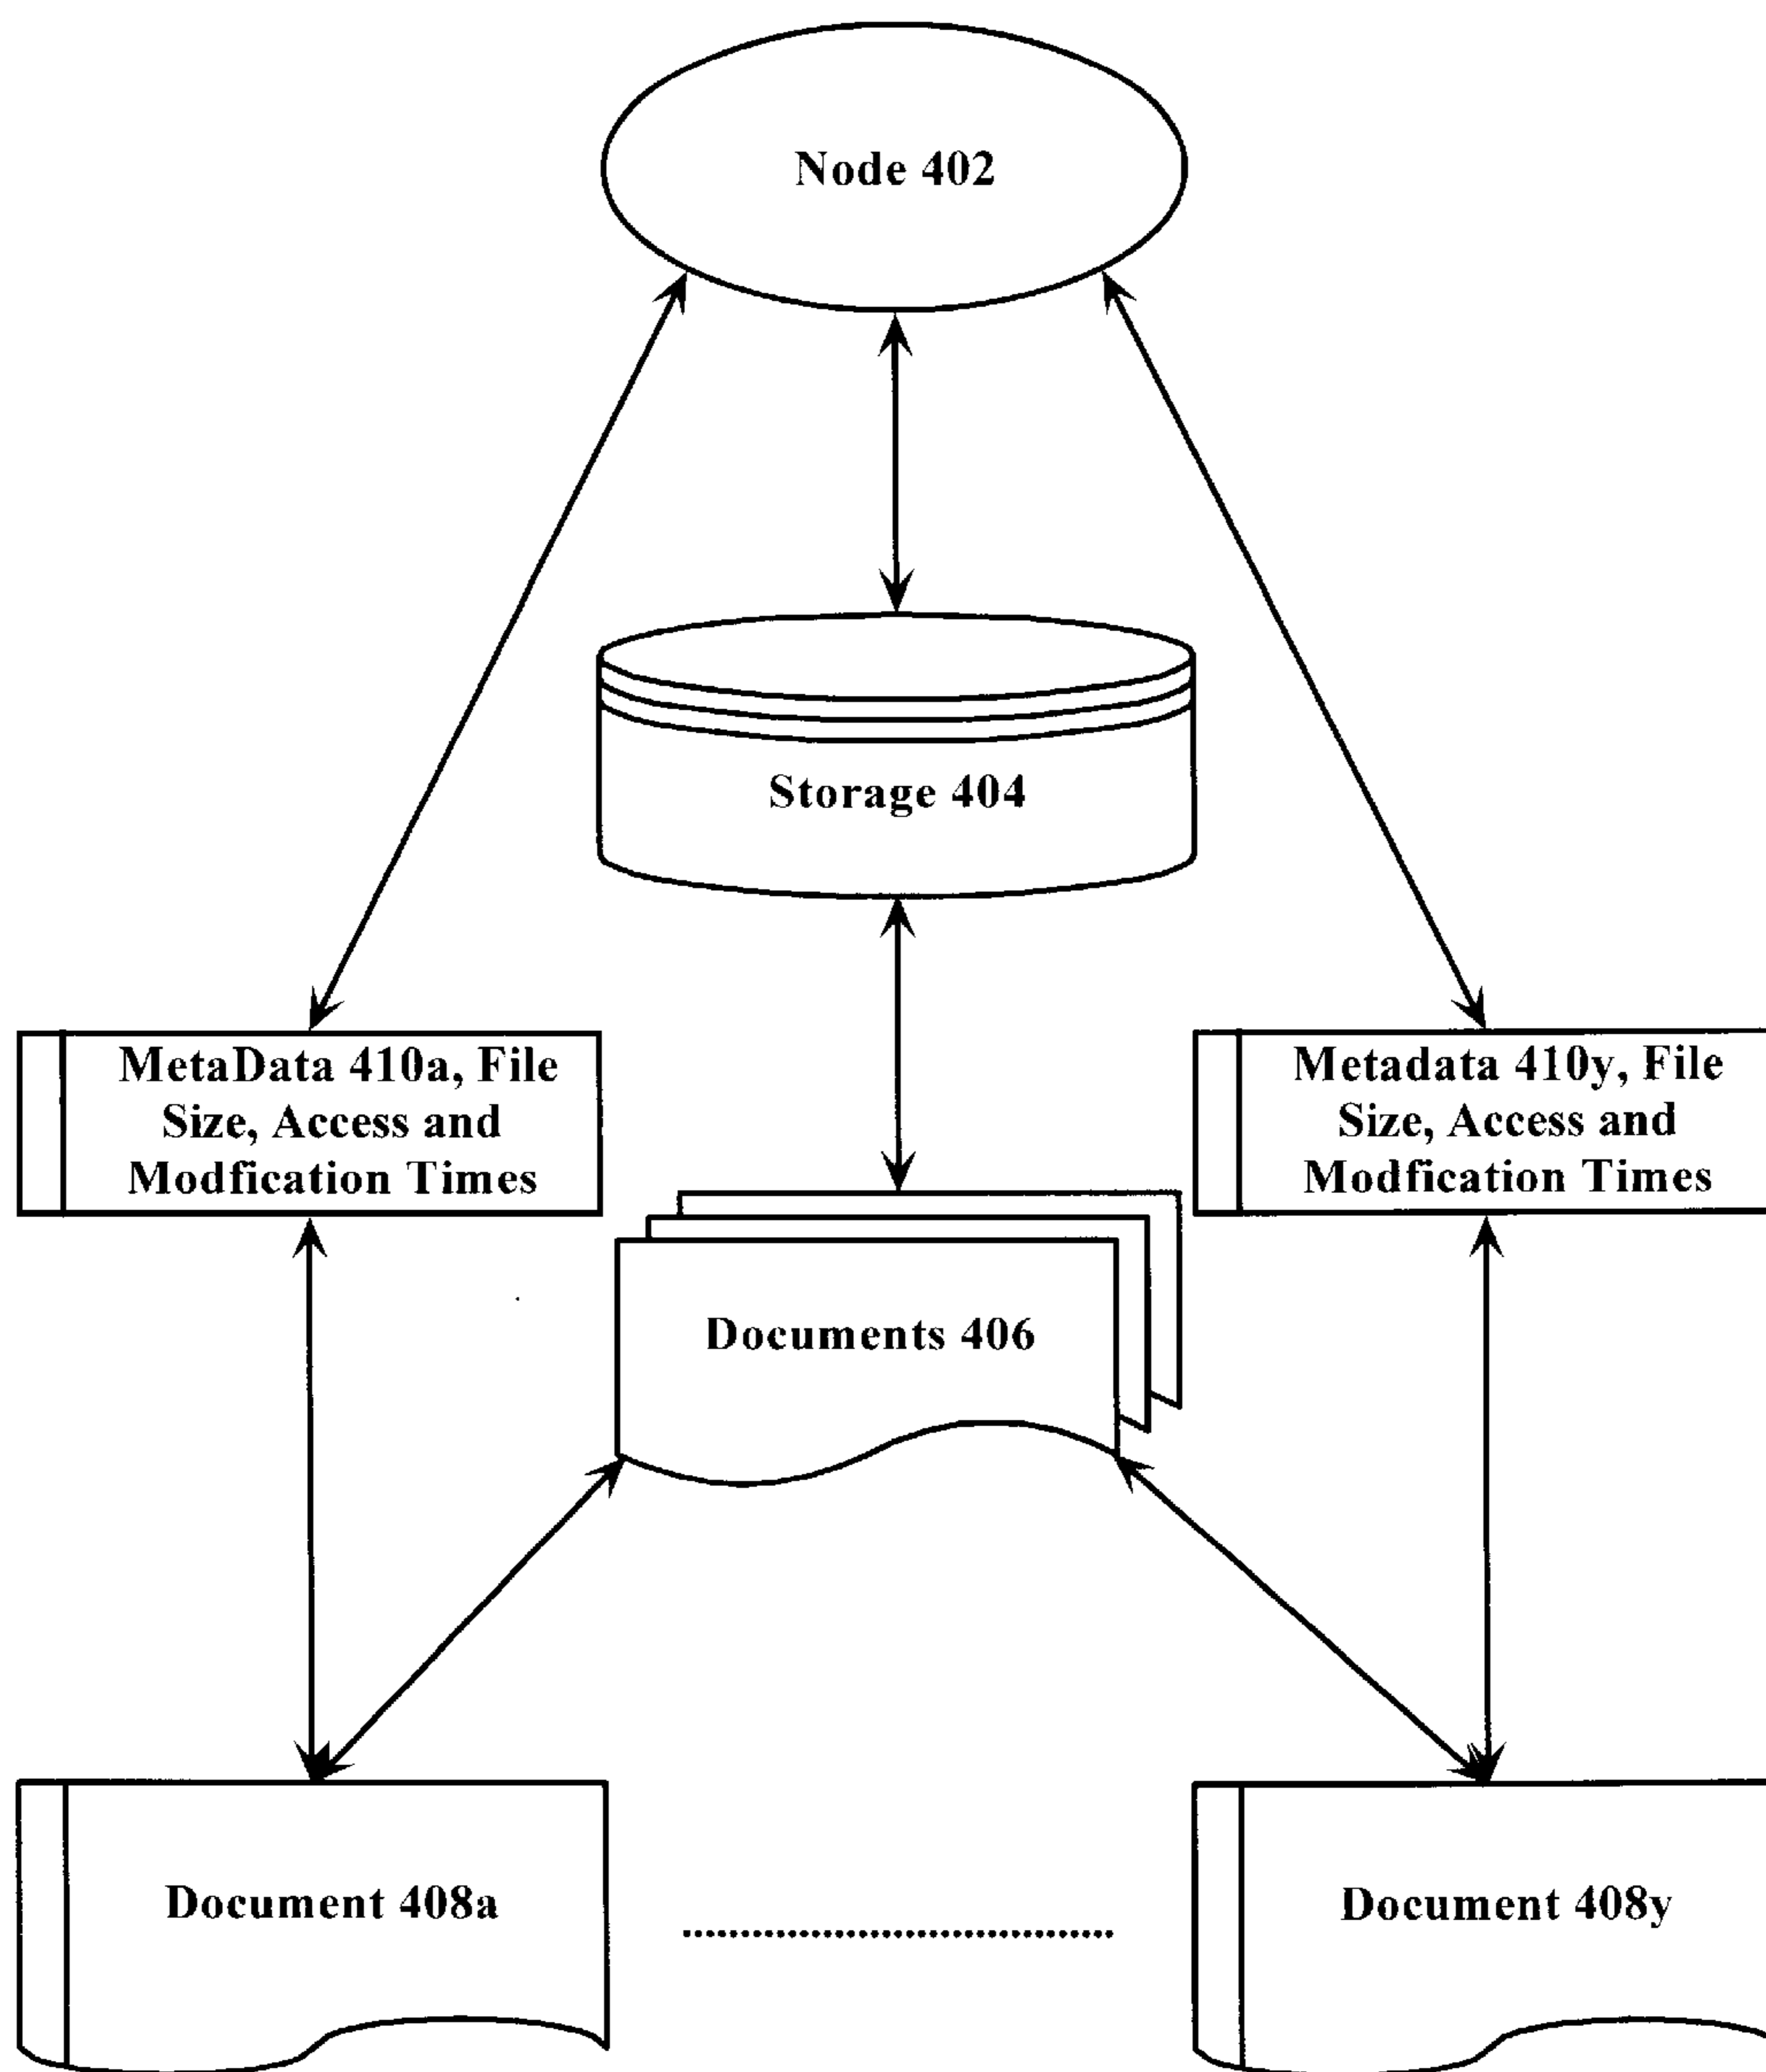 Node 402
Storage 404
MetaData 410a, File
Size, Access and
Modfication Times
Metadata 410y, File
Size, Access and
Modfication Times
Documents 406
Document 408a
Document 408y